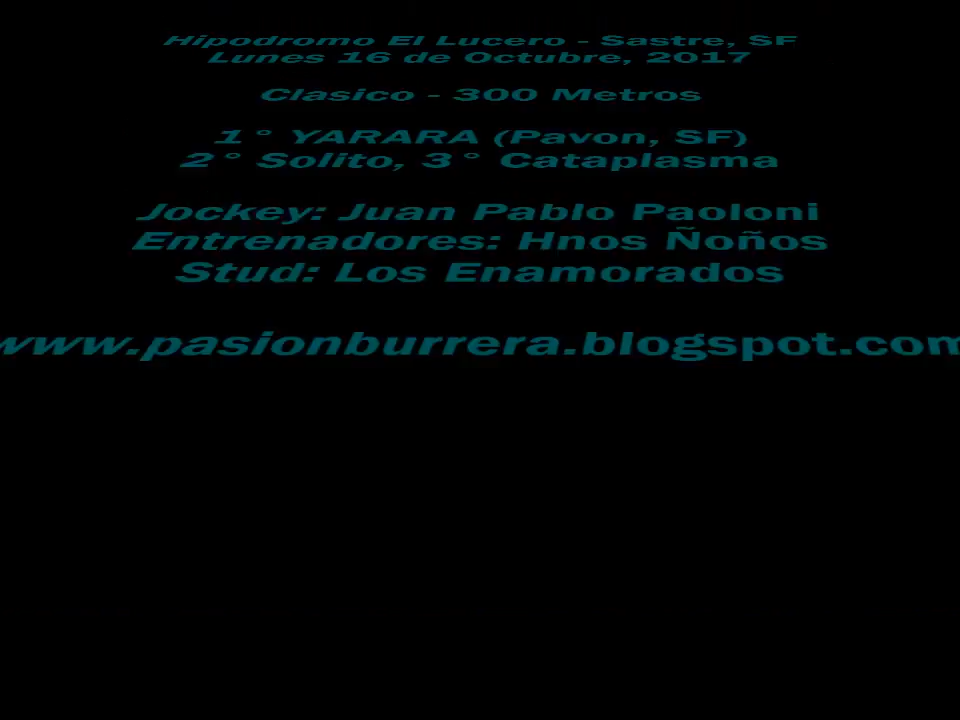 Hipodromo El Lucero - Sastre, SF
Lunes 16 de Octubre, 2017
Clasico - 300 Metros
1° YARARA (Pavon, SF)
2° Solito, 3° Cataplasma
Jockey: Juan Pablo Paoloni
Entrenadores: Hnos Ñoños
Stud: Los Enamorados
www.pasionburrera.blogspot.com